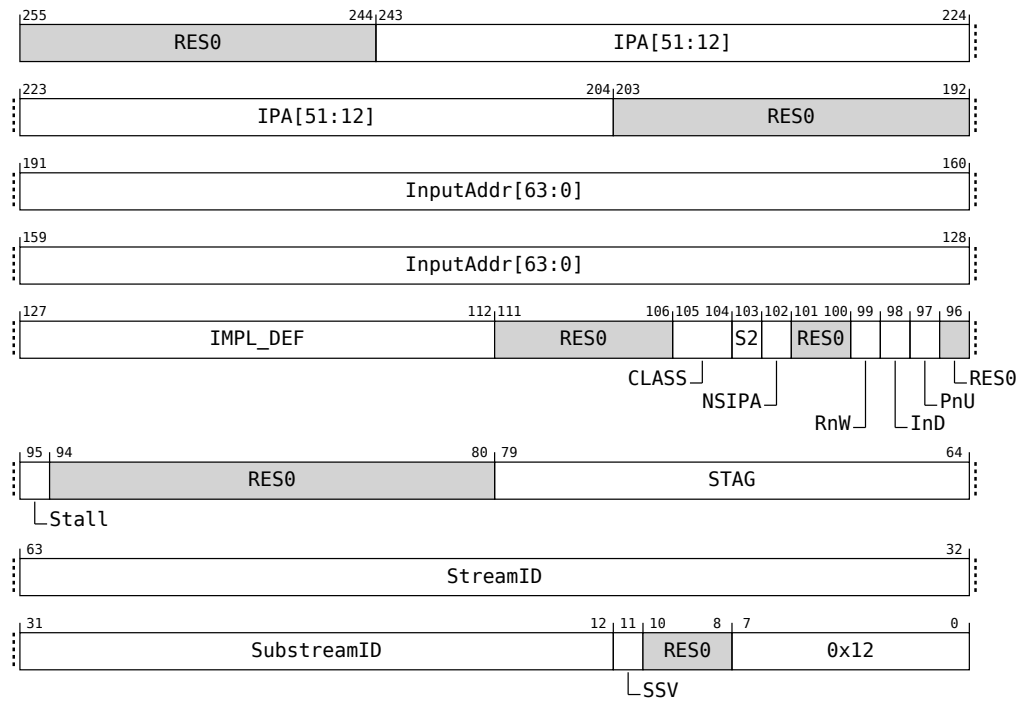 255 244 243 224
RES0 IPA[51:12]
223 204 203 192
IPA[51:12] RES0
191 160
InputAddr[63:0]
159 128
InputAddr[63:0]
127 112 111 106 105 104 103 102 101 100 99 98 97 96
IMPL_DEF RES0 S2 RES0
CLASS RES0
NSIPA PnU
RnW InD
95 94 80 79 64
RES0 STAG
Stall
63 32
StreamID
31 12 11 10 8 7 0
SubstreamID RES0 0x12
SSV